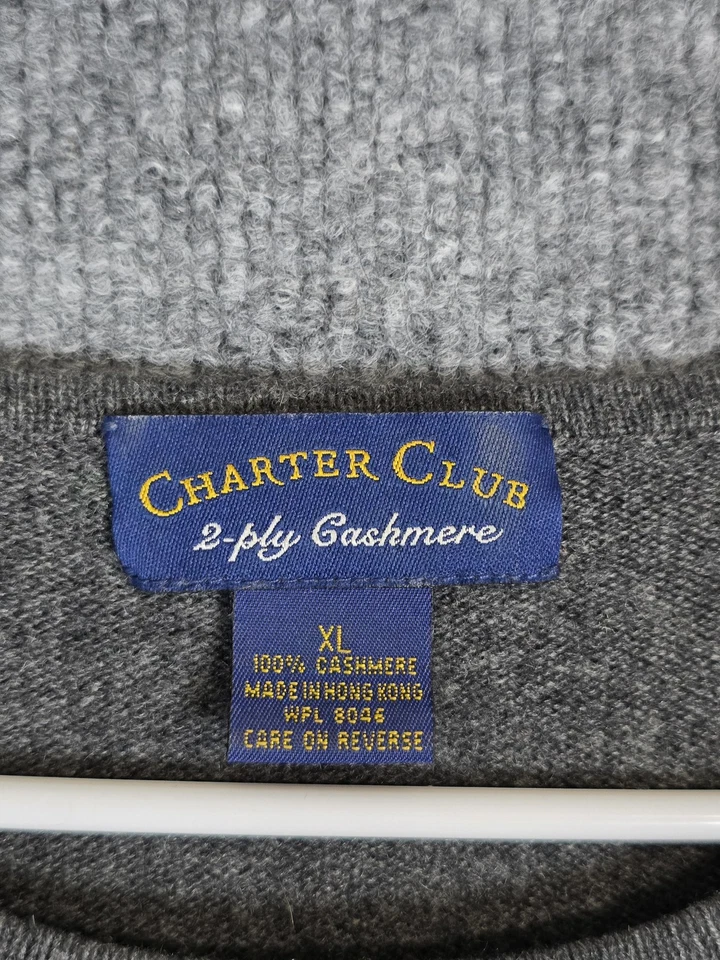 CHARTER CLUB
2-ply Cashmere
XL
100% CASHMERE
MADE IN HONG KONG
WPL 8046
CARE ON REVERSE